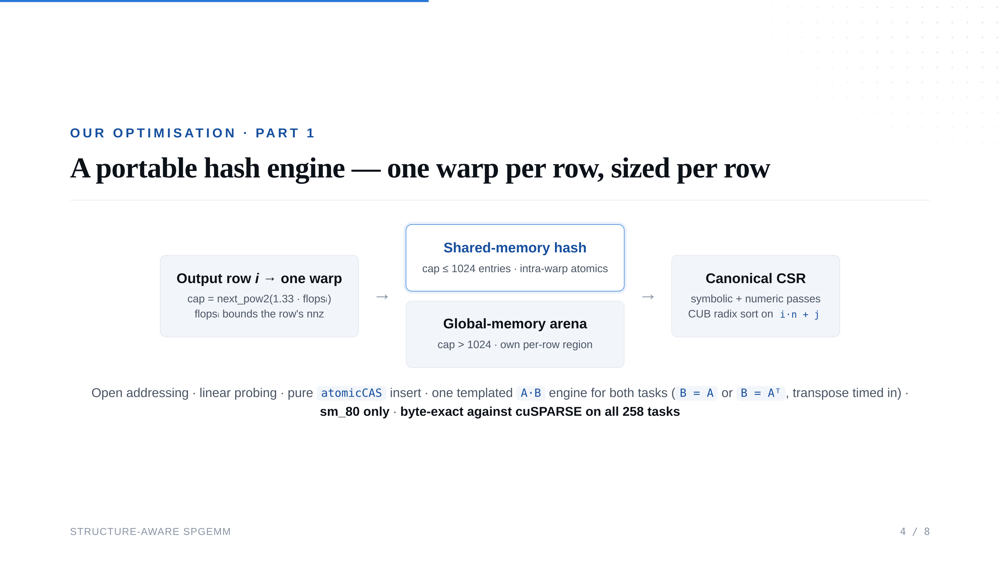 OUR OPTIMISATION · PART 1
A portable hash engine — one warp per row, sized per row
Output row i → one warp
cap = next_pow2(1.33 · flopsᵢ)
flopsᵢ bounds the row's nnz
→
Shared-memory hash
cap ≤ 1024 entries · intra-warp atomics
Global-memory arena
cap > 1024 · own per-row region
→
Canonical CSR
symbolic + numeric passes
CUB radix sort on i·n + j
Open addressing · linear probing · pure atomicCAS insert · one templated A·B engine for both tasks (B = A or B = Aᵀ, transpose timed in) ·
sm_80 only · byte-exact against cuSPARSE on all 258 tasks
STRUCTURE-AWARE SPGEMM
4 / 8